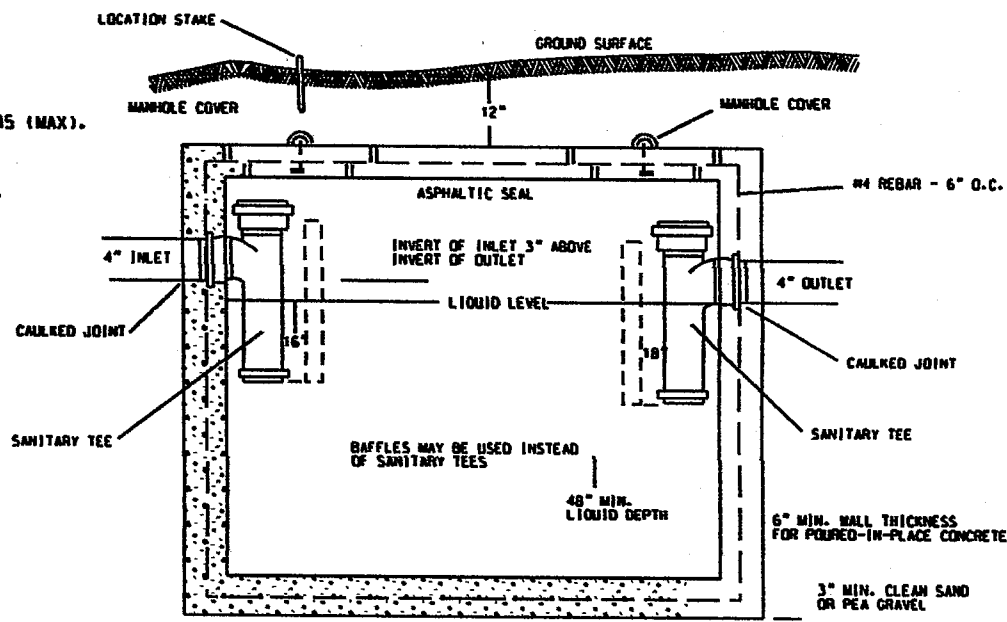 LOCATION STAKE
GROUND SURFACE
MANHOLE COVER
12"
MANHOLE COVER
(MAX).
#4 REBAR - 6" O.C.
ASPHALTIC SEAL
4" INLET
INVERT OF INLET 3" ABOVE
INVERT OF OUTLET
4" OUTLET
LIQUID LEVEL
CAULKED JOINT
16"
18"
CAULKED JOINT
SANITARY TEE
SANITARY TEE
BAFFLES MAY BE USED INSTEAD
OF SANITARY TEES
48" MIN.
LIQUID DEPTH
6" MIN. WALL THICKNESS
FOR POURED-IN-PLACE CONCRETE
3" MIN. CLEAN SAND
OR PEA GRAVEL